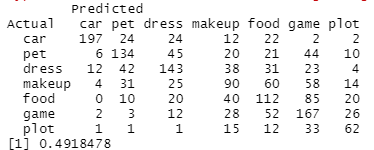 Predicted
Actual car pet dress makeup food game plot
car 197 24 24 12 22 2 2
pet 6 134 45 20 21 44 10
dress 12 42 143 38 31 23 4
makeup 4 31 25 90 60 58 14
food 0 10 20 40 112 85 20
game 2 3 12 28 52 167 26
plot 1 1 1 15 12 33 62
[1] 0.4918478